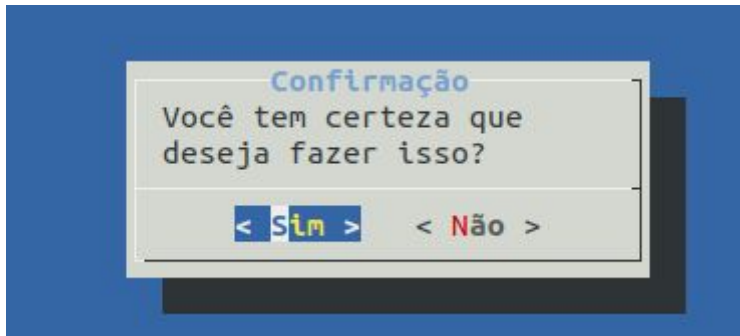 Confirmação
Você tem certeza que
deseja fazer isso?
< Sim > < Não >